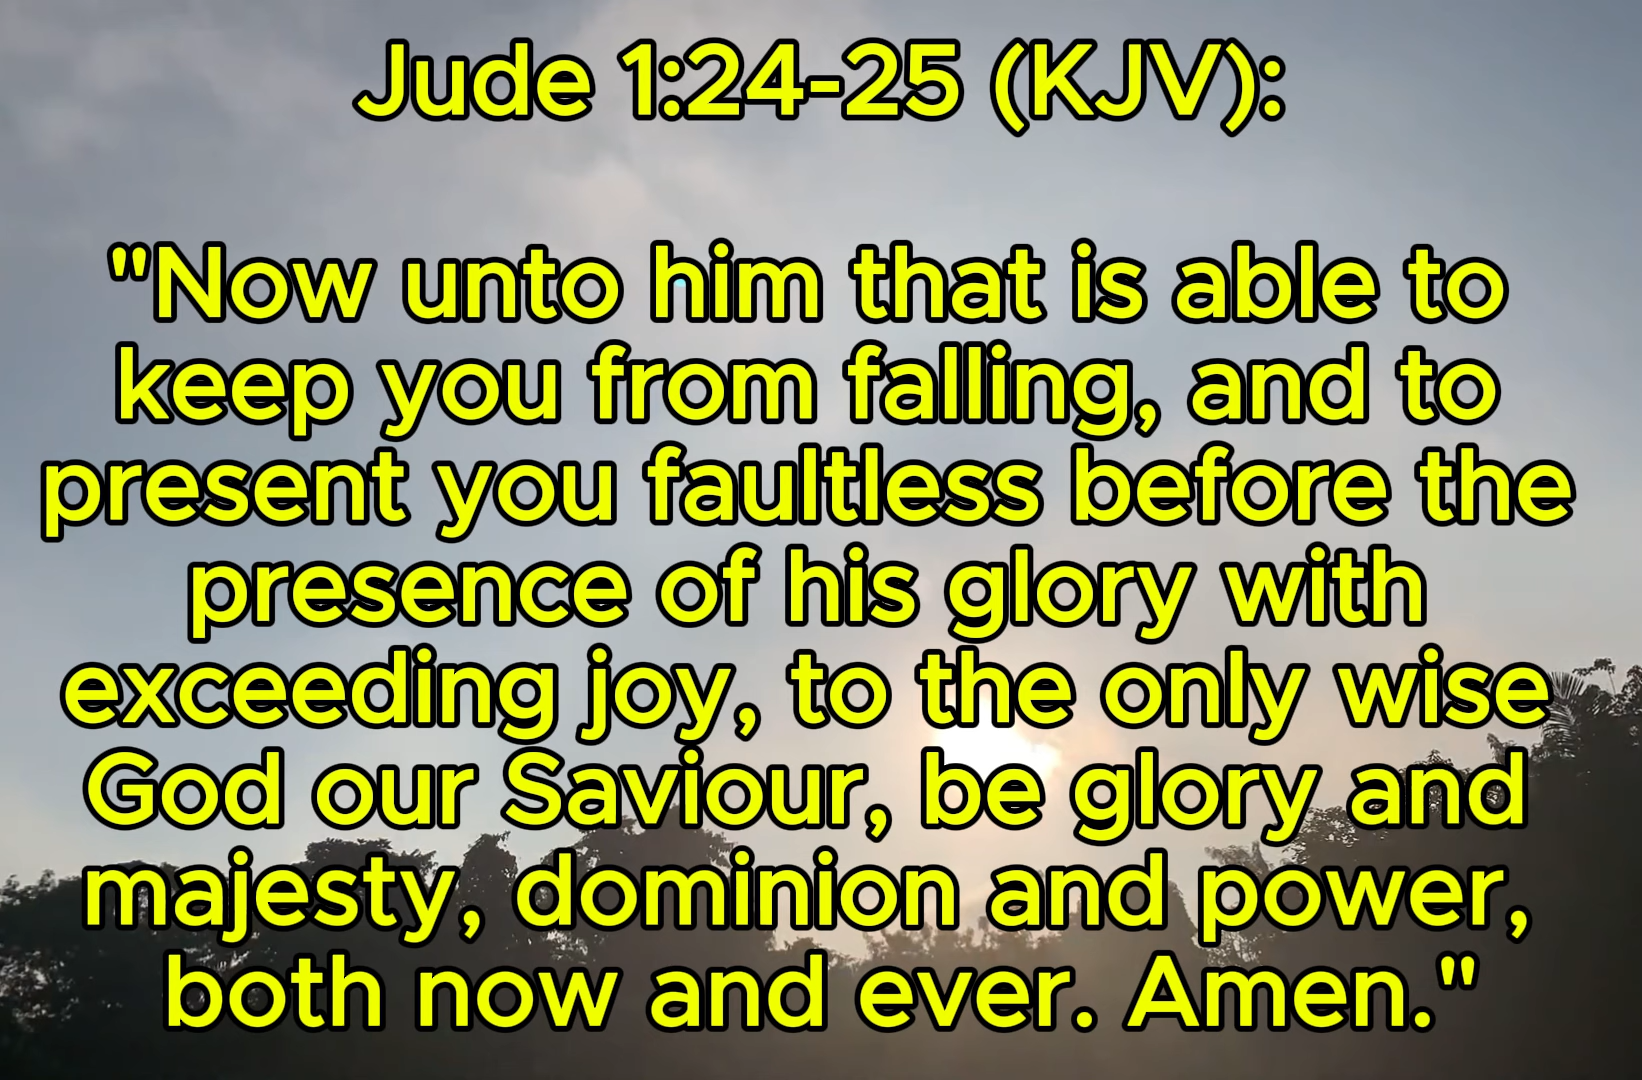 Jude 1:24-25 (KJV):
"Now unto him that is able to
keep you from falling, and to
present you faultless before the
presence of his glory with
exceeding joy, to the only wise
God our Saviour, be glory and
majesty, dominion and power,
both now and ever. Amen."